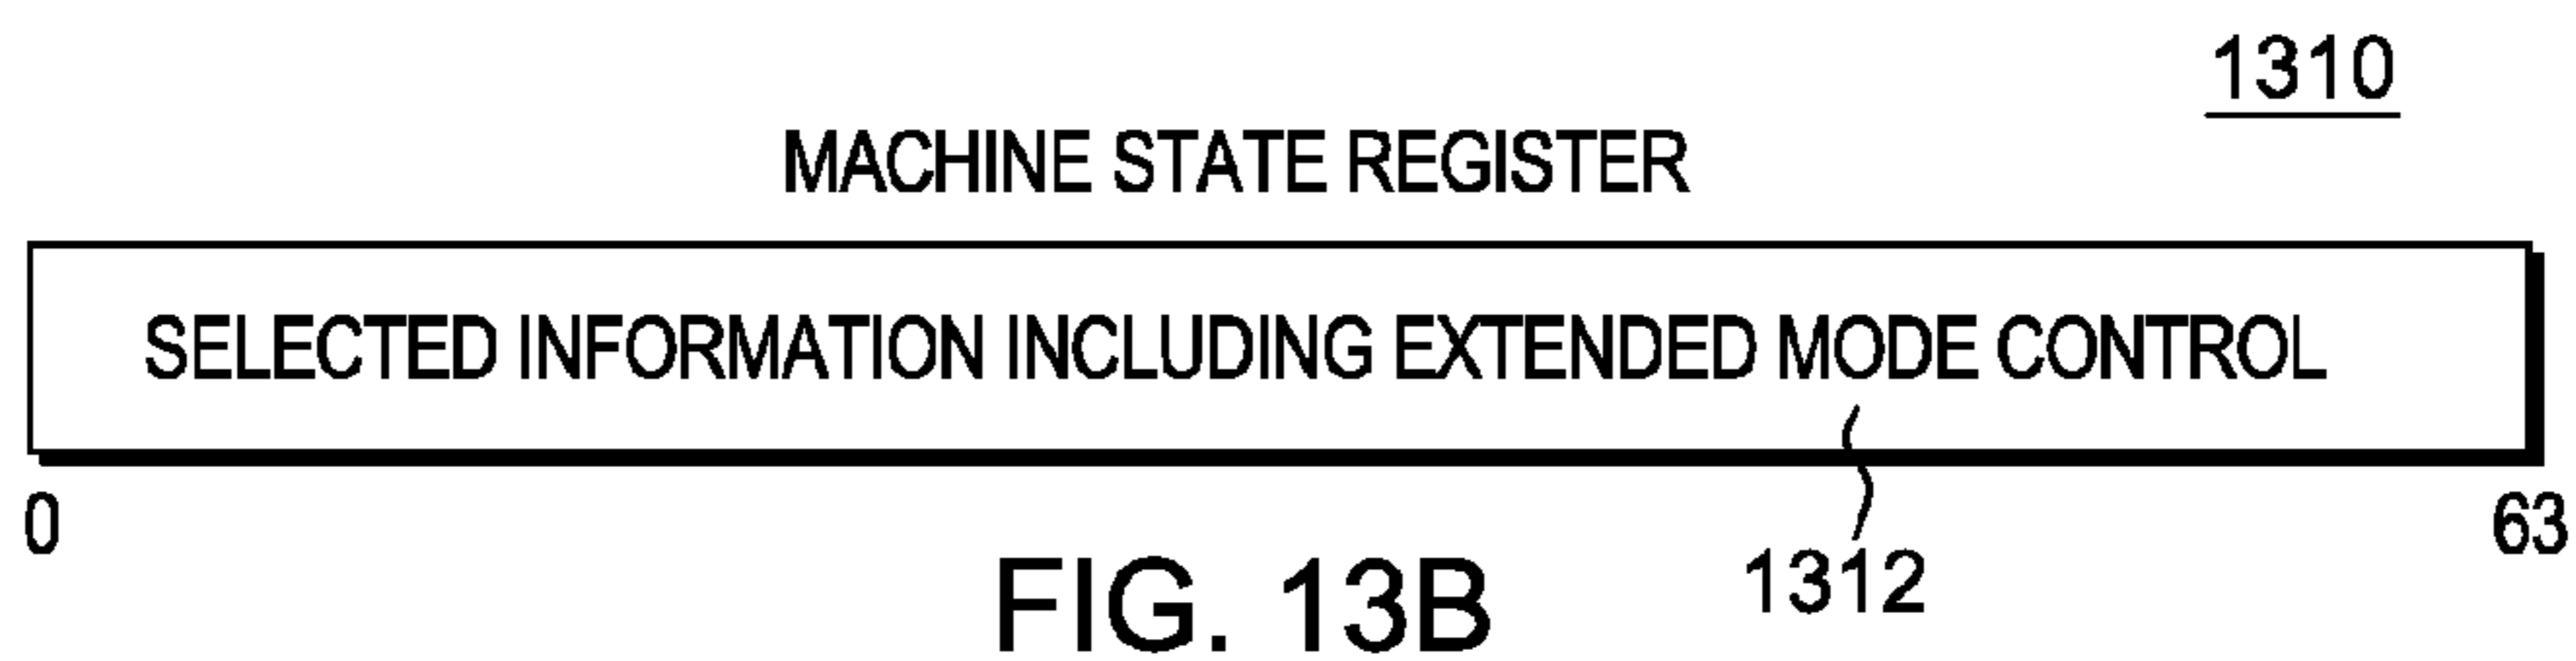 1310
MACHINE STATE REGISTER
SELECTED INFORMATION INCLUDING EXTENDED MODE CONTROL
0 63
1312
FIG. 13B